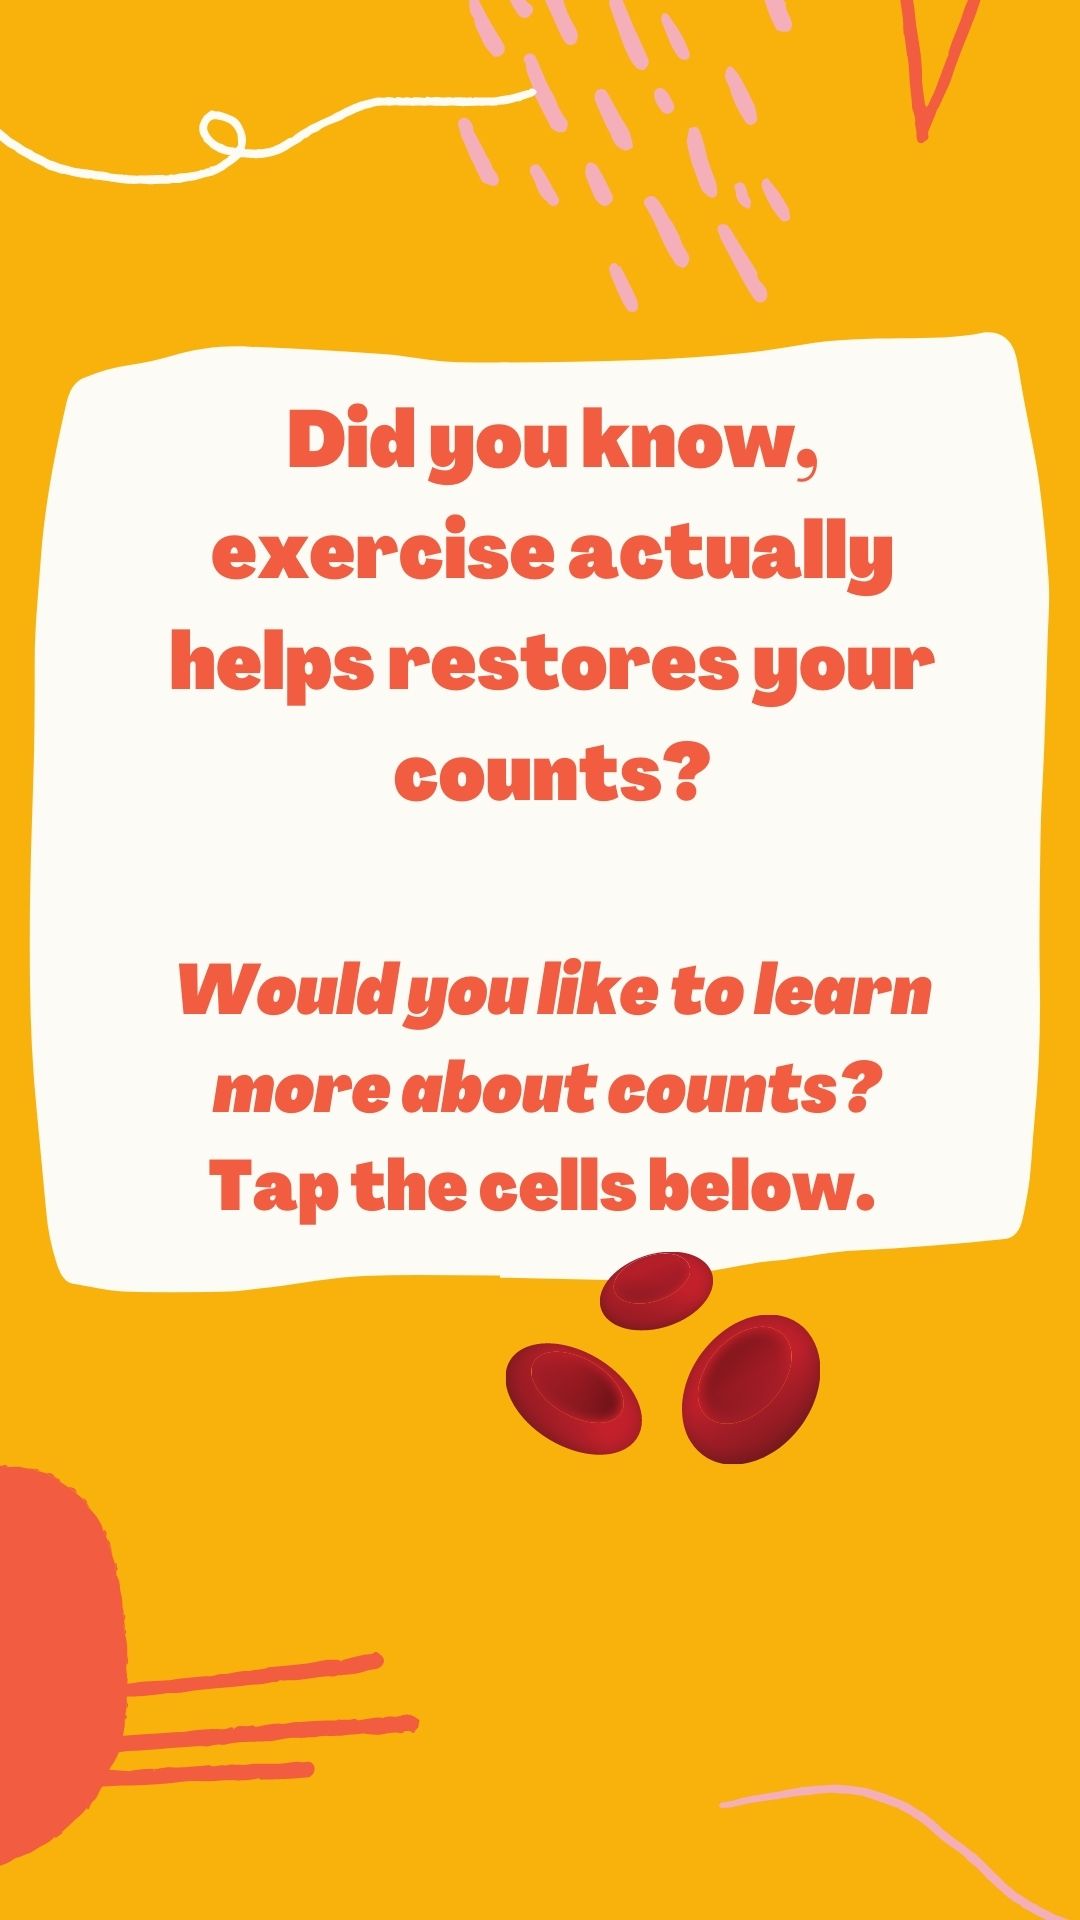 Did you know,
exercise actually
helps restores your
counts?
Would you like to learn
more about counts?
Tap the cells below.